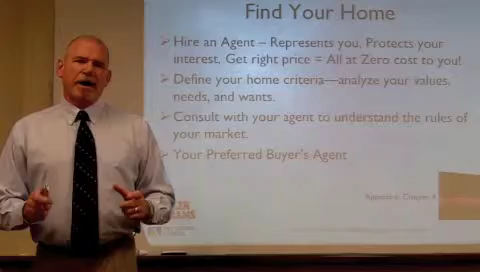 Find Your Home
Hire an Agent – Represents you, Protects your
interest, Get right price = All at Zero cost to you!
Define your home criteria—analyze your values,
needs, and wants.
Consult with your agent to understand the rules of
your market.
Your Preferred Buyer's Agent